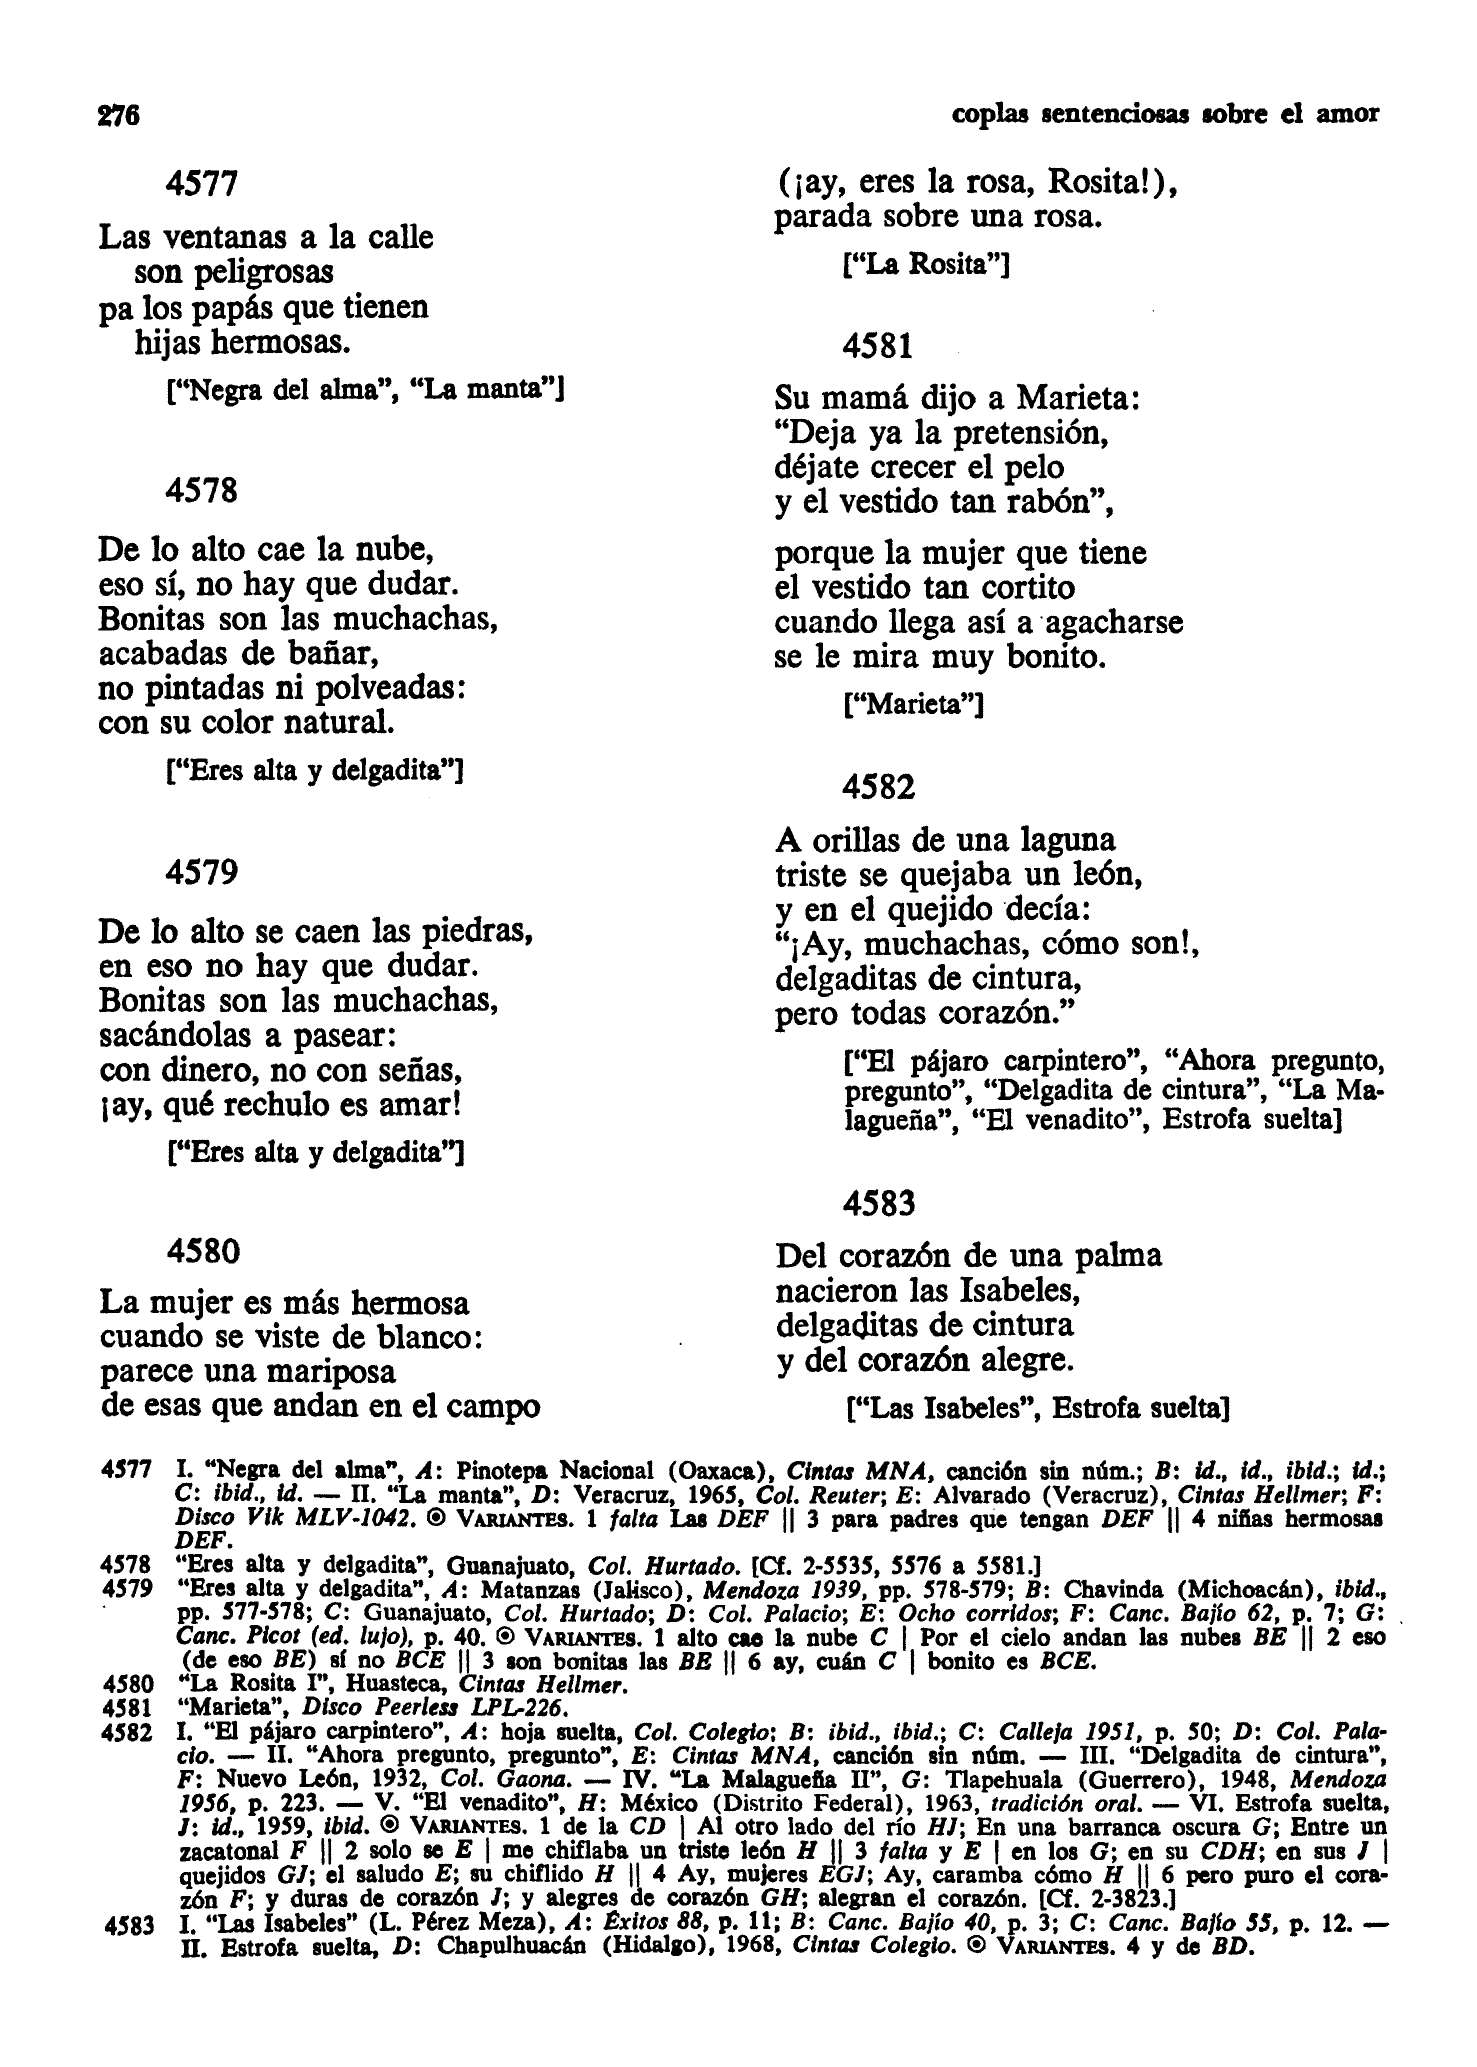 276
coplas sentenciosas sobre el amor
4577
Las ventanas a la calle
son peligrosas
pa los papás que tienen
hijas hermosas.
[“Negra del alma”, “La manta”]
4578
De lo alto cae la nube,
eso sí, no hay que dudar.
Bonitas son las muchachas,
acabadas de bañar,
no pintadas ni polveadas:
con su color natural.
[“Eres alta y delgadita”]
4579
De lo alto se caen las piedras,
en eso no hay que dudar.
Bonitas son las muchachas,
sacándolas a pasear:
con dinero, no con señas,
¡ay, qué rechulo es amar!
[“Eres alta y delgadita”]
4580
La mujer es más hermosa
cuando se viste de blanco:
parece una mariposa
de esas que andan en el campo
(¡ay, eres la rosa, Rosita!),
parada sobre una rosa.
[“La Rosita”]
4581
Su mamá dijo a Marieta:
“Deja ya la pretensión,
déjate crecer el pelo
y el vestido tan rabón”,
porque la mujer que tiene
el vestido tan cortito
cuando llega así a agacharse
se le mira muy bonito.
[“Marieta”]
4582
A orillas de una laguna
triste se quejaba un león,
y en el quejido decía:
“¡Ay, muchachas, cómo son!,
delgaditas de cintura,
pero todas corazón.”
[“El pájaro carpintero”, “Ahora pregunto,
pregunto”, “Delgadita de cintura”, “La Ma-
lagueña”, “El venadito”, Estrofa suelta]
4583
Del corazón de una palma
nacieron las Isabeles,
delgaditas de cintura
y del corazón alegre.
[“Las Isabeles”, Estrofa suelta]
4577 I. “Negra del alma”, A: Pinotepa Nacional (Oaxaca), Cintas MNA, canción sin núm.; B: id., id., ibid.; id.;
C: ibid., id. — II. “La manta”, D: Veracruz, 1965, Col. Reuter; E: Alvarado (Veracruz), Cintas Hellmer; F:
Disco Vik MLV-1042. ⊙ VARIANTES. 1 falta Las DEF || 3 para padres que tengan DEF || 4 niñas hermosas
DEF.
4578 “Eres alta y delgadita”, Guanajuato, Col. Hurtado. [Cf. 2-5535, 5576 a 5581.]
4579 “Eres alta y delgadita”, A: Matanzas (Jalisco), Mendoza 1939, pp. 578-579; B: Chavinda (Michoacán), ibid.,
pp. 577-578; C: Guanajuato, Col. Hurtado; D: Col. Palacio; E: Ocho corridos; F: Canc. Bajío 62, p. 7; G:
Canc. Picot (ed. lujo), p. 40. ⊙ VARIANTES. 1 alto cae la nube C | Por el cielo andan las nubes BE || 2 eso
(de eso BE) sí no BCE || 3 son bonitas las BE || 6 ay, cuán C | bonito es BCE.
4580 “La Rosita I”, Huasteca, Cintas Hellmer.
4581 “Marieta”, Disco Peerless LPL-226.
4582 I. “El pájaro carpintero”, A: hoja suelta, Col. Colegio; B: ibid., ibid.; C: Calleja 1951, p. 50; D: Col. Pala-
cio. — II. “Ahora pregunto, pregunto”, E: Cintas MNA, canción sin núm. — III. “Delgadita de cintura”,
F: Nuevo León, 1932, Col. Gaona. — IV. “La Malagueña II”, G: Tlapehuala (Guerrero), 1948, Mendoza
1956, p. 223. — V. “El venadito”, H: México (Distrito Federal), 1963, tradición oral. — VI. Estrofa suelta,
J: id., 1959, ibid. ⊙ VARIANTES. 1 de la CD | Al otro lado del río HJ; En una barranca oscura G; Entre un
zacatonal F || 2 solo se E | me chiflaba un triste león H || 3 falta y E | en los G; en su CDH; en sus J |
quejidos GJ; el saludo E; su chiflido H || 4 Ay, mujeres EGJ; Ay, caramba cómo H || 6 pero puro el cora-
zón F; y duras de corazón J; y alegres de corazón GH; alegran el corazón. [Cf. 2-3823.]
4583 I. “Las Isabeles” (L. Pérez Meza), A: Éxitos 88, p. 11; B: Canc. Bajío 40, p. 3; C: Canc. Bajío 55, p. 12. —
II. Estrofa suelta, D: Chapulhuacán (Hidalgo), 1968, Cintas Colegio. ⊙ VARIANTES. 4 y de BD.